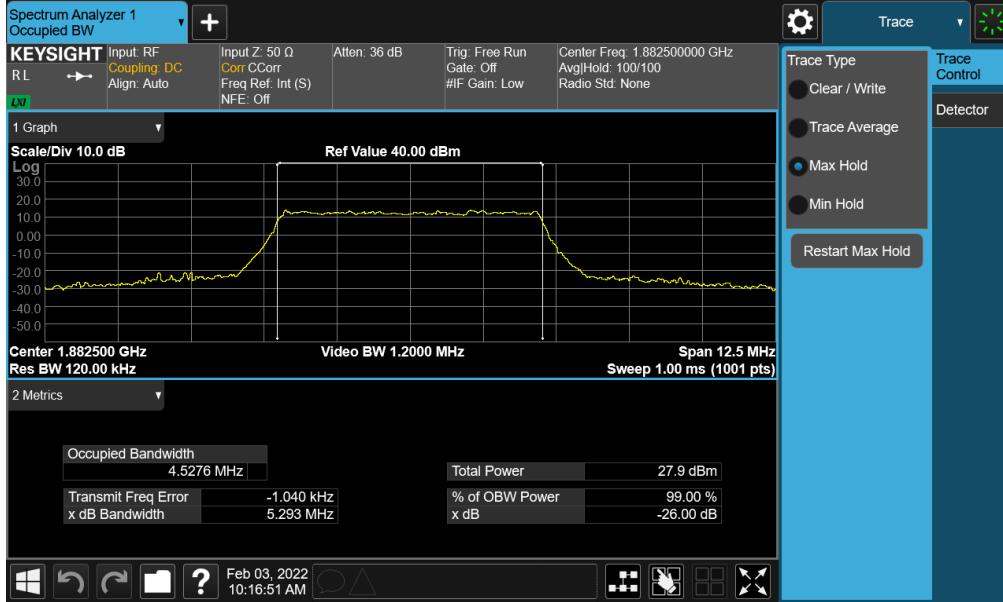 Spectrum Analyzer 1
Occupied BW
+
Trace
KEYSIGHT
RL
LXI
Input: RF
Coupling: DC
Align: Auto
Input Z: 50 Ω
Corr CCorr
Freq Ref: Int (S)
NFE: Off
Atten: 36 dB
Trig: Free Run
Gate: Off
#IF Gain: Low
Center Freq: 1.882500000 GHz
Avg|Hold: 100/100
Radio Std: None
1 Graph
Scale/Div 10.0 dB
Ref Value 40.00 dBm
Log
30.0
20.0
10.0
0.00
-10.0
-20.0
-30.0
-40.0
-50.0
Center 1.882500 GHz
Video BW 1.2000 MHz
Span 12.5 MHz
Res BW 120.00 kHz
Sweep 1.00 ms (1001 pts)
2 Metrics
Occupied Bandwidth
4.5276 MHz
Total Power 27.9 dBm
Transmit Freq Error -1.040 kHz
% of OBW Power 99.00 %
x dB Bandwidth 5.293 MHz
x dB -26.00 dB
Trace Type
Clear / Write
Trace Average
Max Hold
Min Hold
Restart Max Hold
Trace
Control
Detector
?
Feb 03, 2022
10:16:51 AM